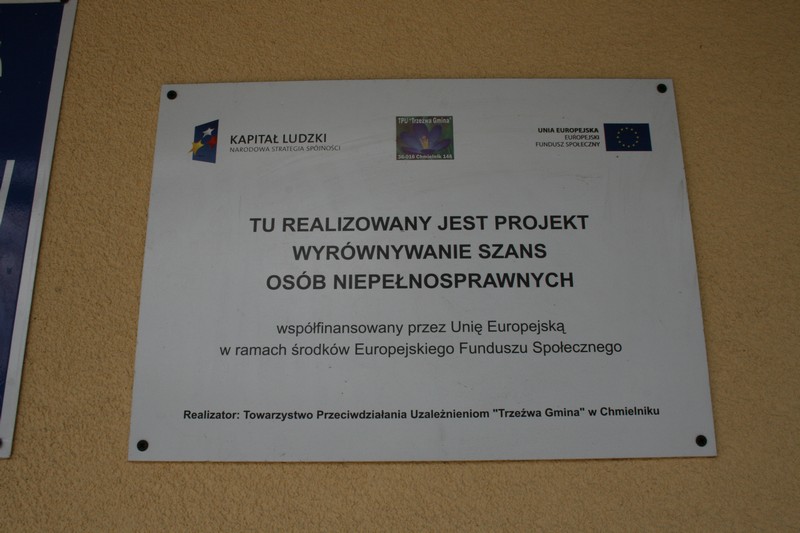 KAPITAŁ LUDZKI
NARODOWA STRATEGIA SPÓJNOŚCI
TPU "Trzeźwa Gmina"
UNIA EUROPEJSKA
EUROPEJSKI
FUNDUSZ SPOŁECZNY
TU REALIZOWANY JEST PROJEKT
WYRÓWNYWANIE SZANS
OSÓB NIEPEŁNOSPRAWNYCH
współfinansowany przez Unię Europejską
w ramach środków Europejskiego Funduszu Społecznego
Realizator: Towarzystwo Przeciwdziałania Uzależnieniom "Trzeźwa Gmina" w Chmielniku